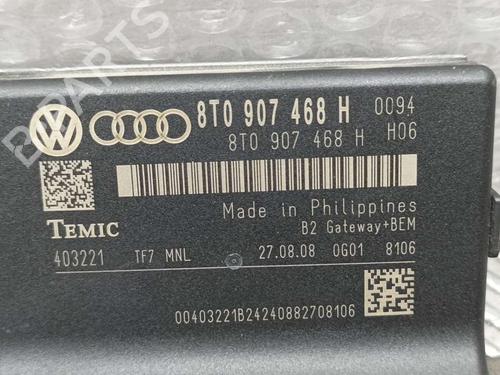 B-PARTS
8T0 907 468 H 0094
8T0 907 468 H H06
TEMIC
Made in Philippines
B2 Gateway+BEM
403221 TF7 MNL 27.08.08 0G01 8106
00403221B24240882708106